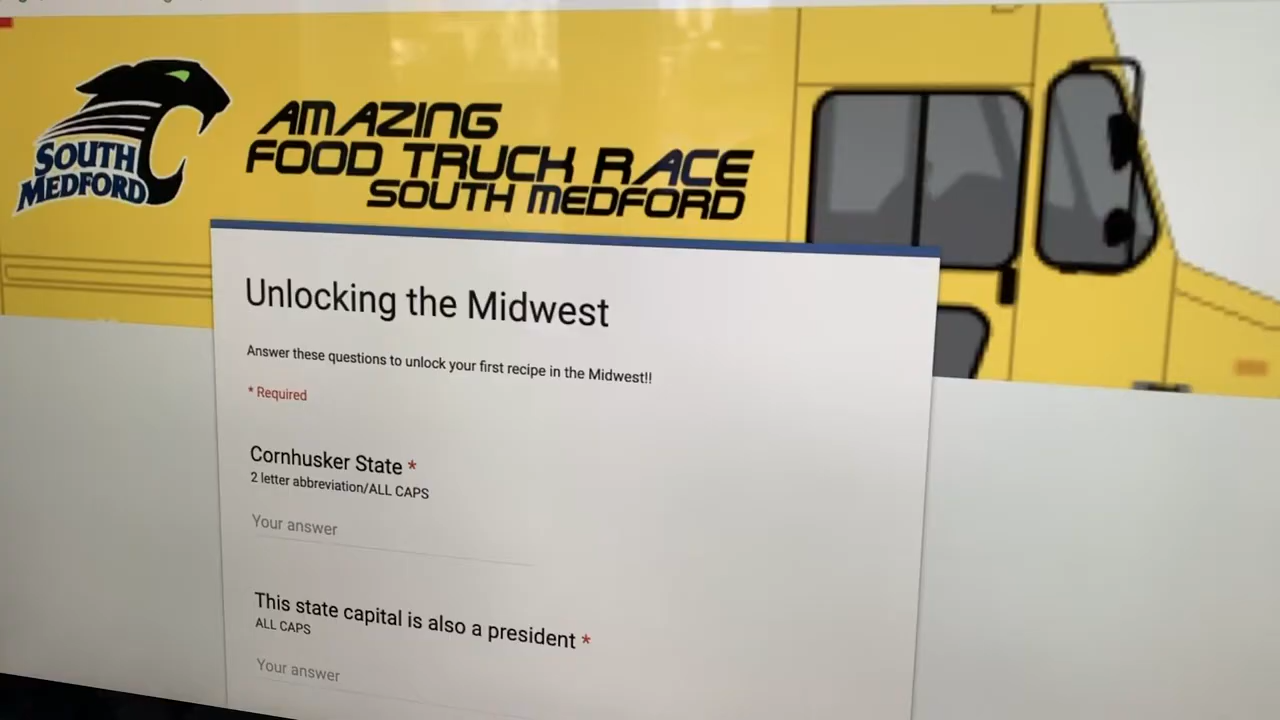 SOUTH
MEDFORD
AMAZING
FOOD TRUCK RACE
SOUTH MEDFORD
Unlocking the Midwest
Answer these questions to unlock your first recipe in the Midwest!!
* Required
Cornhusker State *
2 letter abbreviation/ALL CAPS
Your answer
This state capital is also a president *
ALL CAPS
Your answer